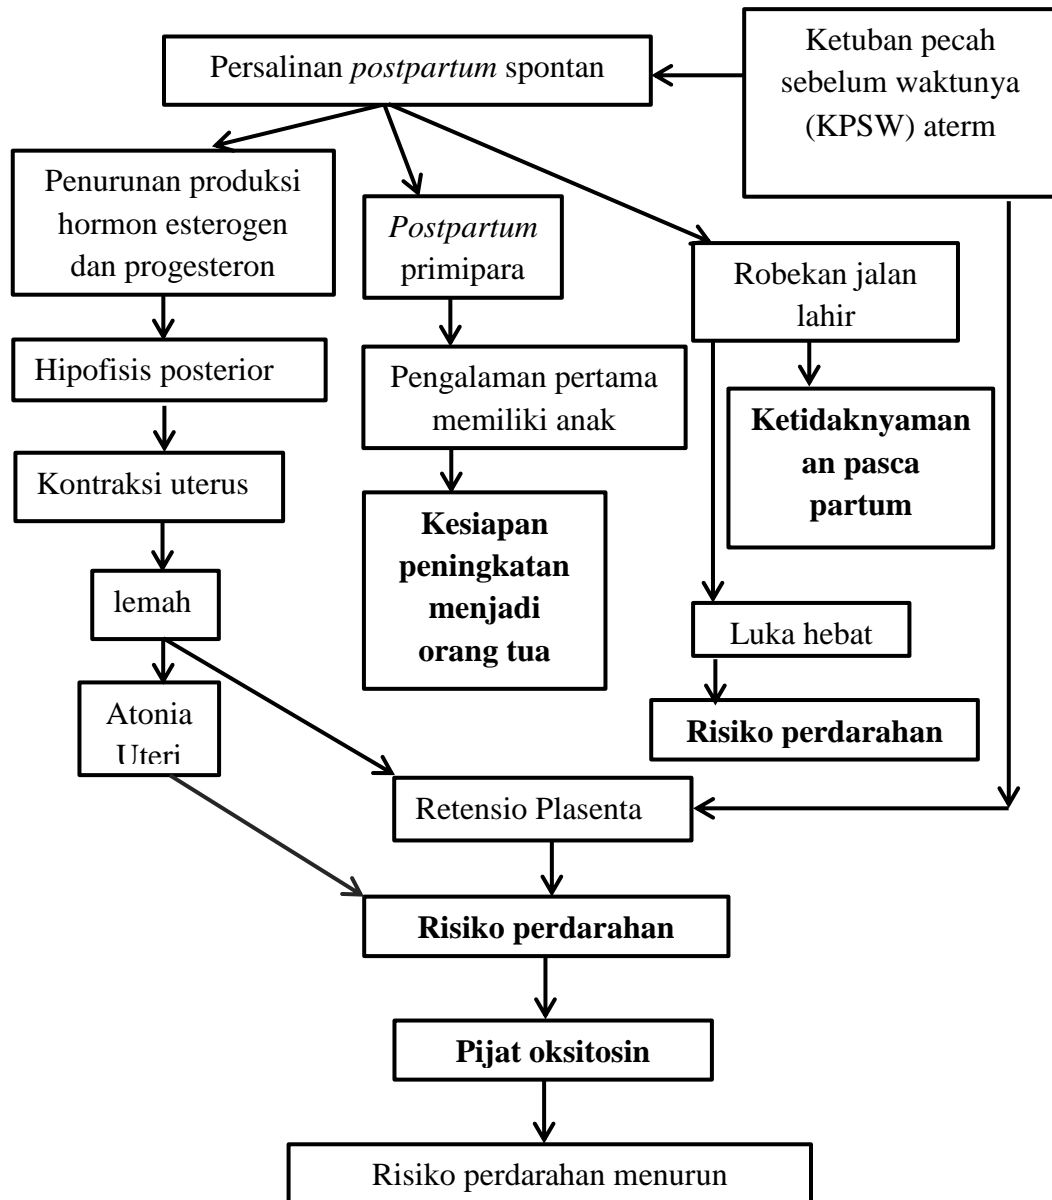 Persalinan postpartum spontan
Ketuban pecah
sebelum waktunya
(KPSW) aterm
Penurunan produksi
hormon esterogen
dan progesteron
Postpartum
primipara
Robekan jalan
lahir
Hipofisis posterior
Pengalaman pertama
memiliki anak
Ketidaknyaman
an pasca
partum
Kontraksi uterus
Kesiapan
peningkatan
menjadi
orang tua
lemah
Luka hebat
Atonia
Uteri
Risiko perdarahan
Retensio Plasenta
Risiko perdarahan
Pijat oksitosin
Risiko perdarahan menurun